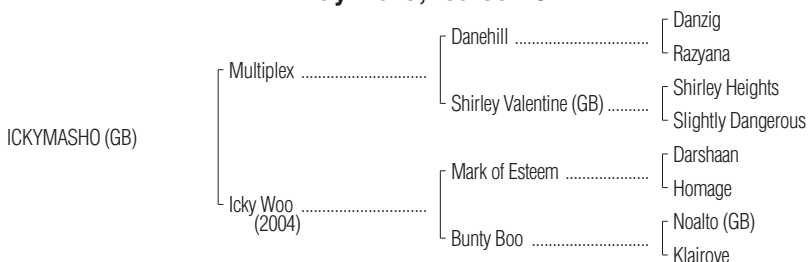 Danzig
Danehill
Razyana
Multiplex
Shirley Heights
Shirley Valentine (GB)
Slightly Dangerous
ICKYMASHO (GB)
Darshaan
Mark of Esteem
Homage
Icky Woo
(2004)
Noalto (GB)
Bunty Boo
Klairove